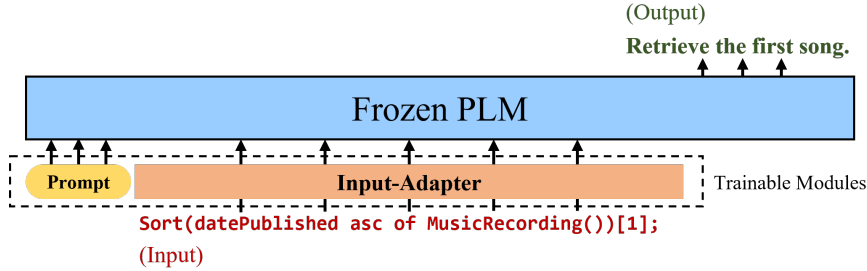 (Output)
Retrieve the first song.
Frozen PLM
Prompt
Input-Adapter
Trainable Modules
Sort(datePublished asc of MusicRecording())[1];
(Input)